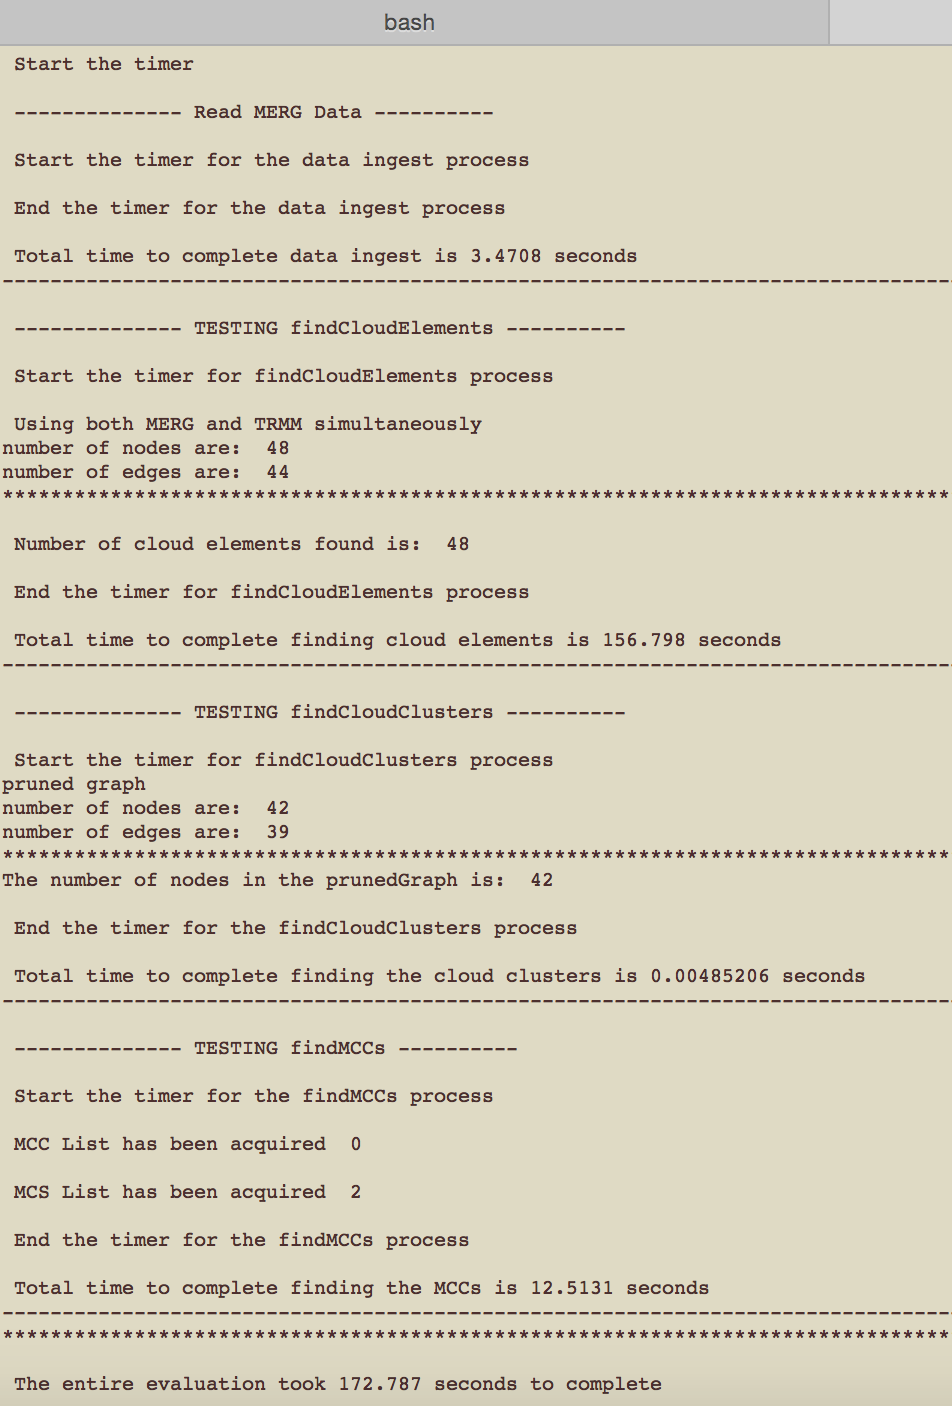 bash
Start the timer
-------------- Read MERG Data ----------
Start the timer for the data ingest process
End the timer for the data ingest process
Total time to complete data ingest is 3.4708 seconds
-------------------------------------------------------------------------------
-------------- TESTING findCloudElements ----------
Start the timer for findCloudElements process
Using both MERG and TRMM simultaneously
number of nodes are:  48
number of edges are:  44
*******************************************************************************
Number of cloud elements found is:  48
End the timer for findCloudElements process
Total time to complete finding cloud elements is 156.798 seconds
-------------------------------------------------------------------------------
-------------- TESTING findCloudClusters ----------
Start the timer for findCloudClusters process
pruned graph
number of nodes are:  42
number of edges are:  39
*******************************************************************************
The number of nodes in the prunedGraph is:  42
End the timer for the findCloudClusters process
Total time to complete finding the cloud clusters is 0.00485206 seconds
-------------------------------------------------------------------------------
-------------- TESTING findMCCs ----------
Start the timer for the findMCCs process
MCC List has been acquired  0
MCS List has been acquired  2
End the timer for the findMCCs process
Total time to complete finding the MCCs is 12.5131 seconds
-------------------------------------------------------------------------------
*******************************************************************************
The entire evaluation took 172.787 seconds to complete